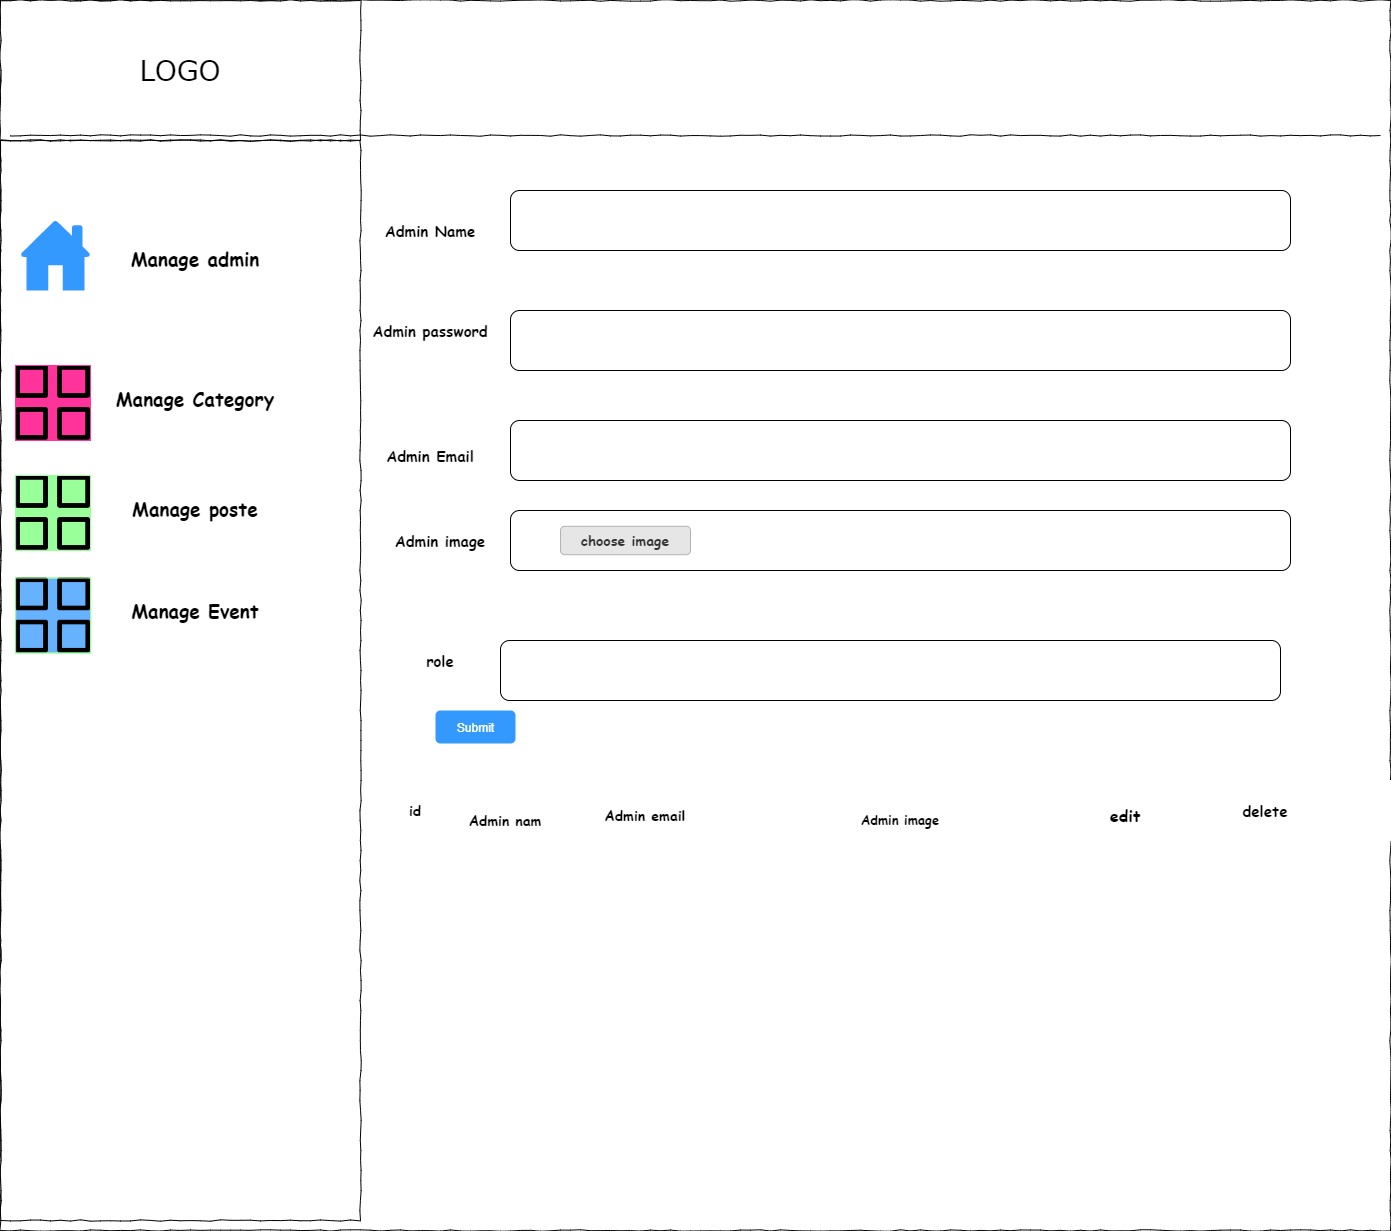 LOGO
Manage admin
Manage Category
Manage poste
Manage Event
Admin Name
Admin password
Admin Email
Admin image
choose image
role
Submit
id
Admin nam
Admin email
Admin image
edit
delete